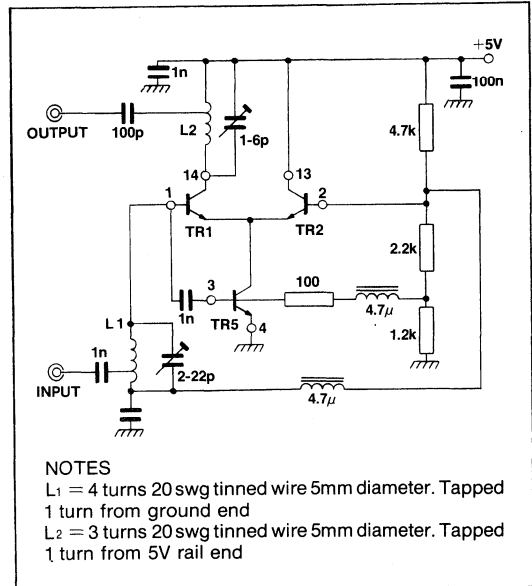 +5V
1n
100n
OUTPUT
100p
L2
1-6p
4.7k
14
13
1
2
TR1
TR2
2.2k
3
100
1n
TR5
4.7μ
4
1.2k
L1
1n
INPUT
2-22p
4.7μ
NOTES
L1 = 4 turns 20 swg tinned wire 5mm diameter. Tapped
1 turn from ground end
L2 = 3 turns 20 swg tinned wire 5mm diameter. Tapped
1 turn from 5V rail end